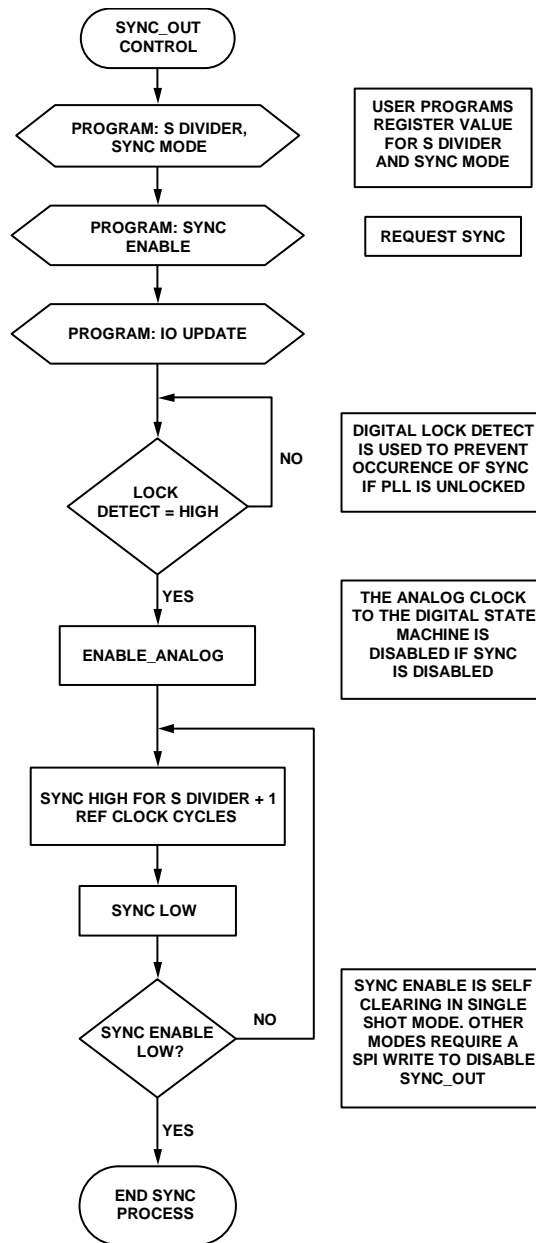 SYNC_OUT
CONTROL
PROGRAM: S DIVIDER,
SYNC MODE
USER PROGRAMS
REGISTER VALUE
FOR S DIVIDER
AND SYNC MODE
PROGRAM: SYNC
ENABLE
REQUEST SYNC
PROGRAM: IO UPDATE
LOCK
DETECT = HIGH
NO
DIGITAL LOCK DETECT
IS USED TO PREVENT
OCCURENCE OF SYNC
IF PLL IS UNLOCKED
YES
ENABLE_ANALOG
THE ANALOG CLOCK
TO THE DIGITAL STATE
MACHINE IS
DISABLED IF SYNC
IS DISABLED
SYNC HIGH FOR S DIVIDER + 1
REF CLOCK CYCLES
SYNC LOW
SYNC ENABLE
LOW?
NO
SYNC ENABLE IS SELF
CLEARING IN SINGLE
SHOT MODE. OTHER
MODES REQUIRE A
SPI WRITE TO DISABLE
SYNC_OUT
YES
END SYNC
PROCESS